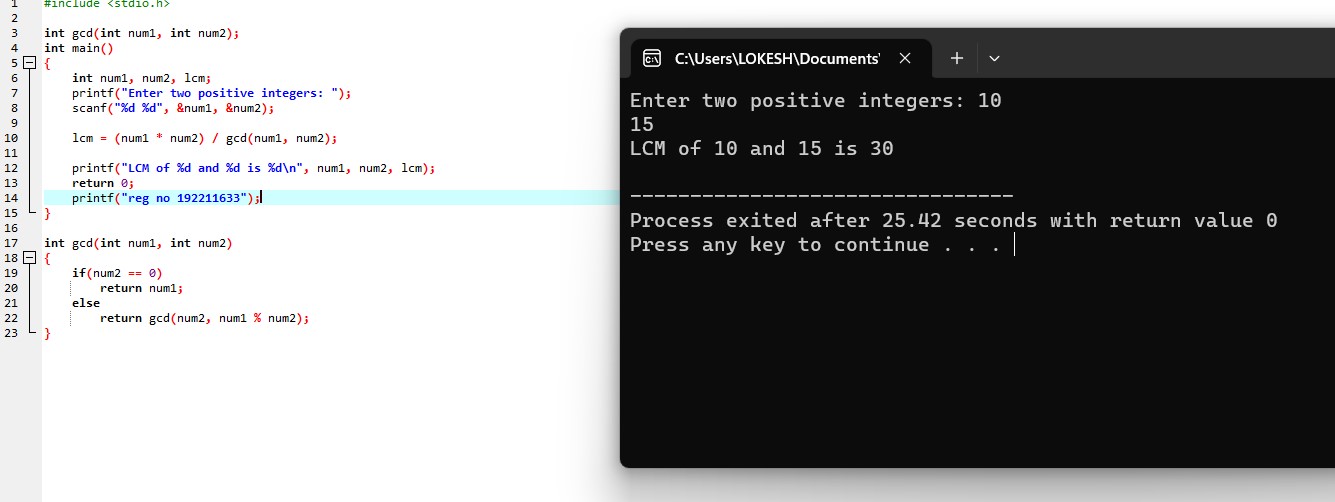 1 #include <stdio.h>
2
3 int gcd(int num1, int num2);
4 int main()
5 {
6 int num1, num2, lcm;
7 printf("Enter two positive integers: ");
8 scanf("%d %d", &num1, &num2);
9
10 lcm = (num1 * num2) / gcd(num1, num2);
11
12 printf("LCM of %d and %d is %d\n", num1, num2, lcm);
13 return 0;
14 printf("reg no 192211633");
15 }
16
17 int gcd(int num1, int num2)
18 {
19 if(num2 == 0)
20 return num1;
21 else
22 return gcd(num2, num1 % num2);
23 }
C:\Users\LOKESH\Documents'
Enter two positive integers: 10
15
LCM of 10 and 15 is 30
--------------------------------
Process exited after 25.42 seconds with return value 0
Press any key to continue . . .